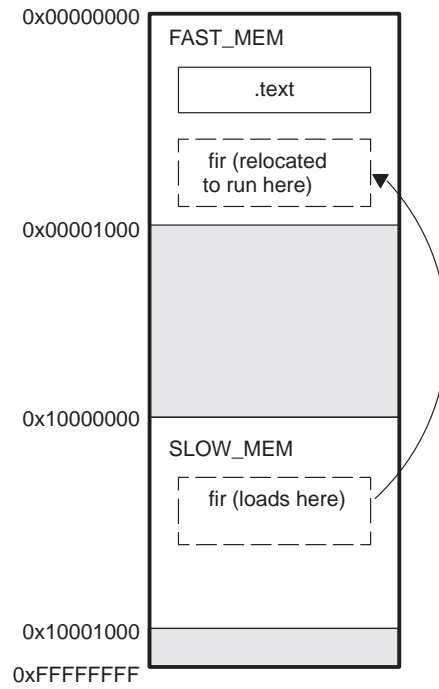 0x00000000
FAST_MEM
.text
fir (relocated
to run here)
0x00001000
0x10000000
SLOW_MEM
fir (loads here)
0x10001000
0xFFFFFFFF